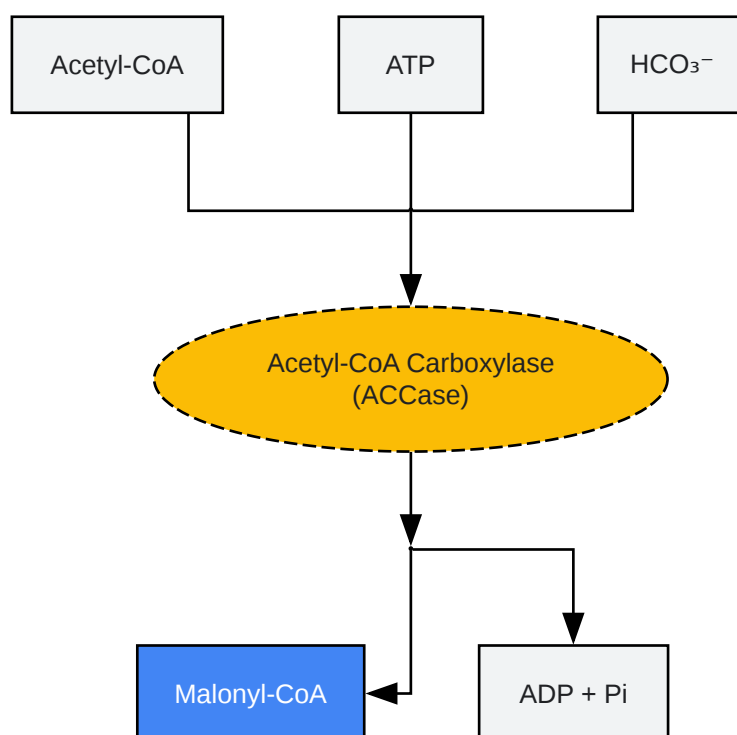 Acetyl-CoA
ATP
HCO₃⁻
Acetyl-CoA Carboxylase
(ACCase)
Malonyl-CoA
ADP + Pi